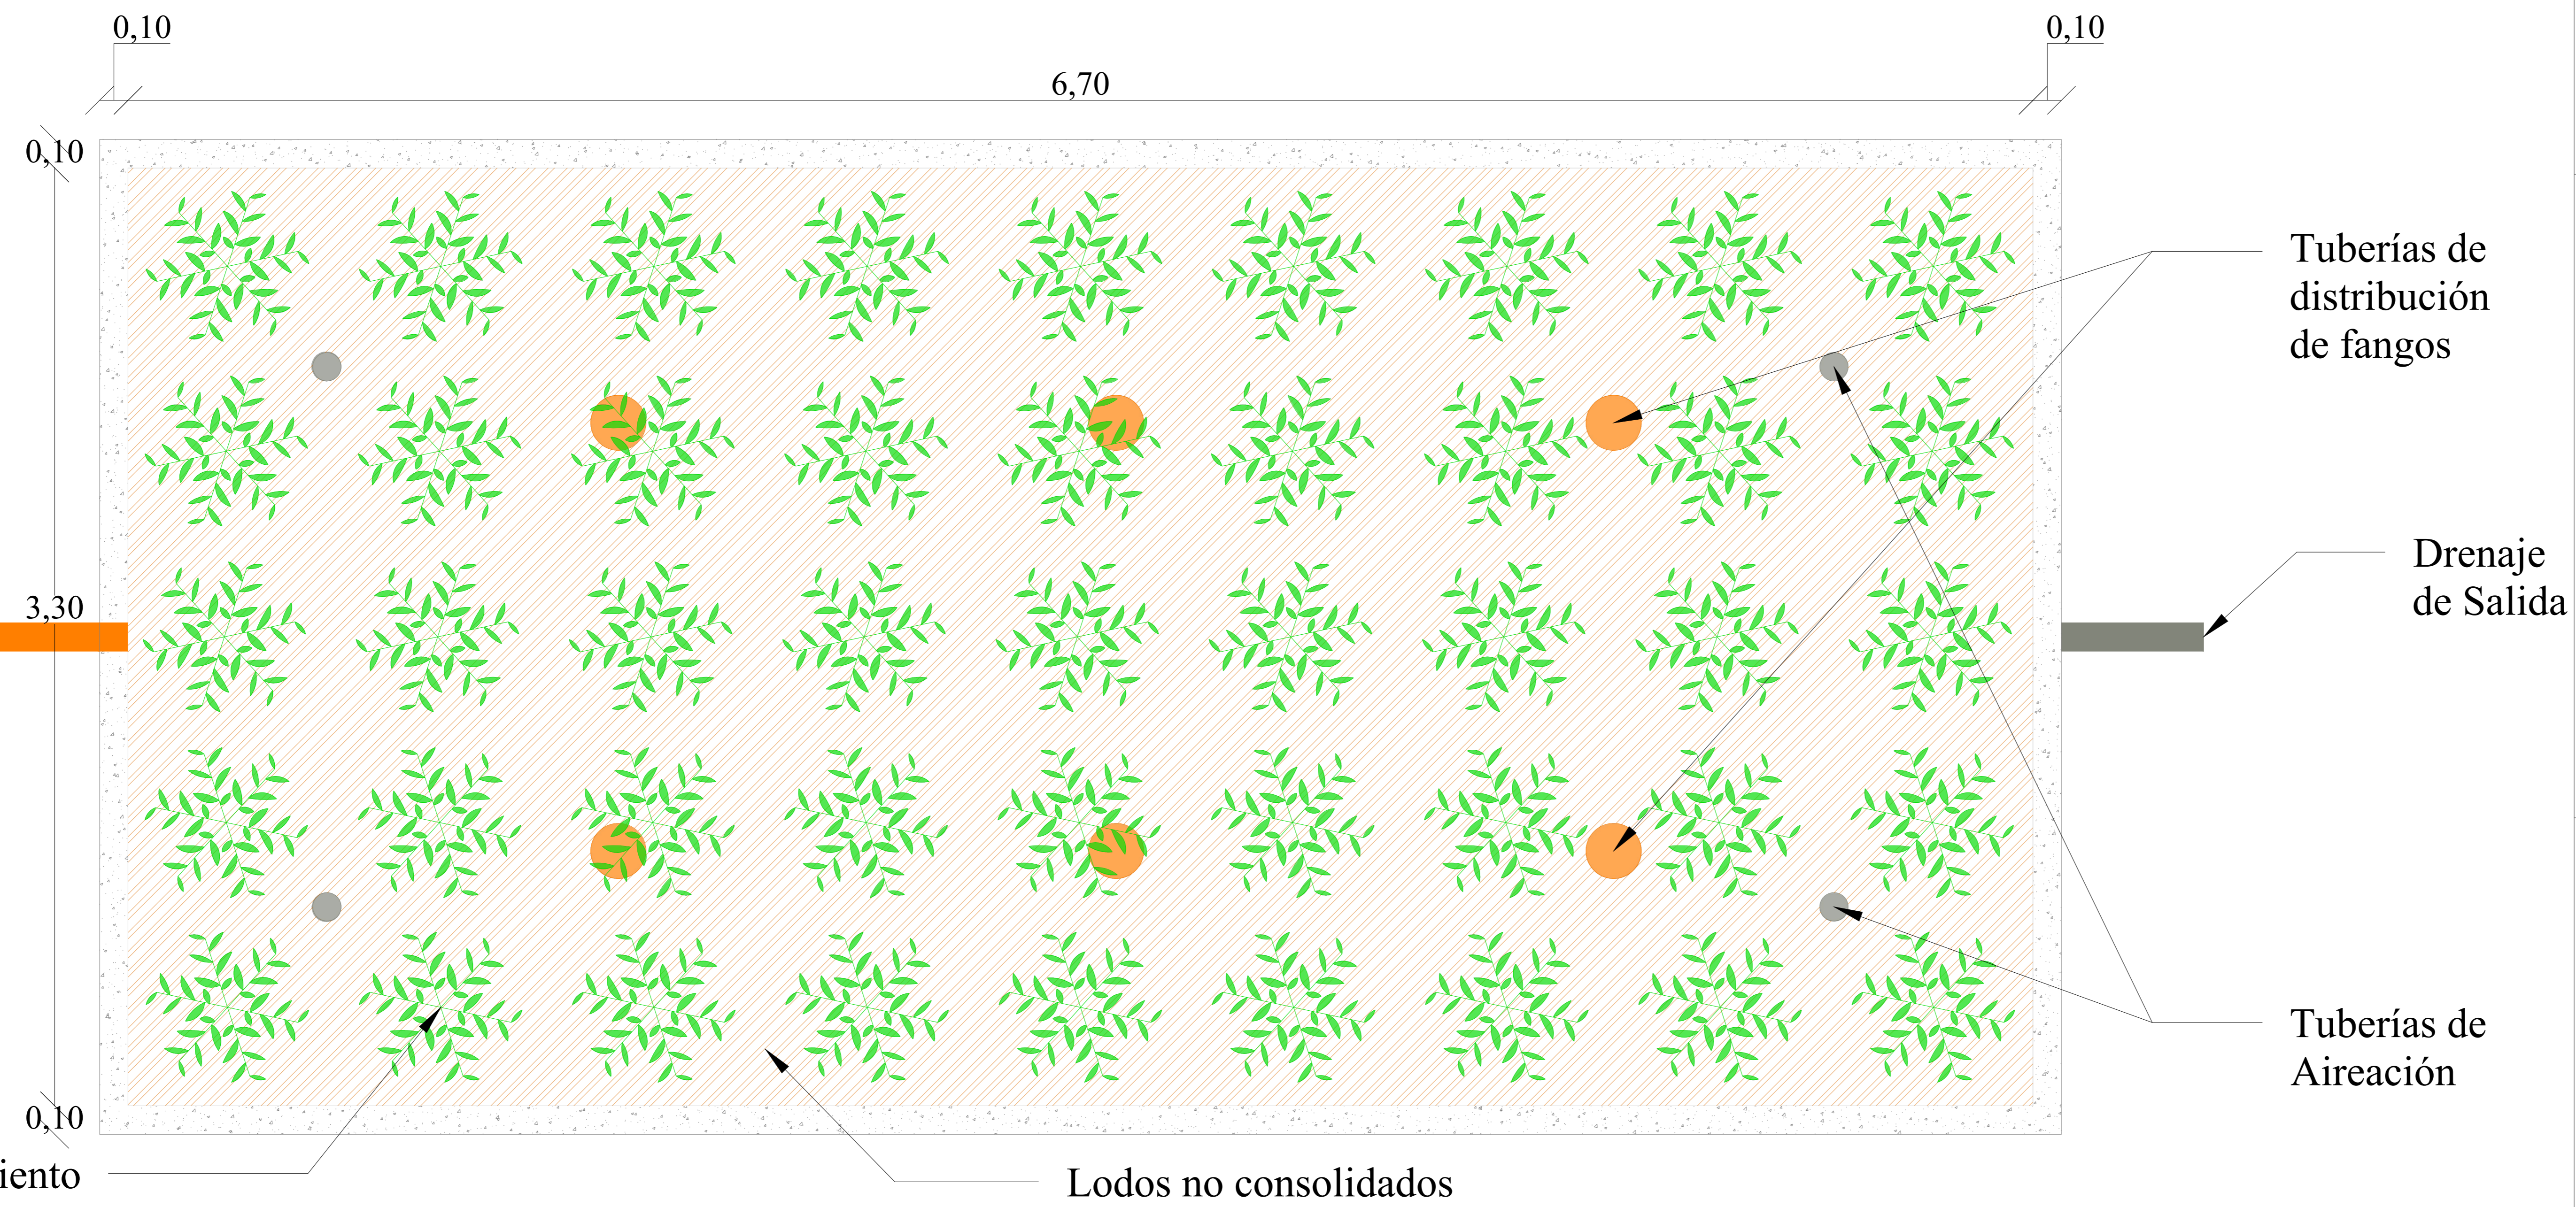 0,10
0,10
6,70
0,10
Tuberías de
distribución
de fangos
Drenaje
de Salida
3,30
Tuberías de
Aireación
0,10
iento
Lodos no consolidados